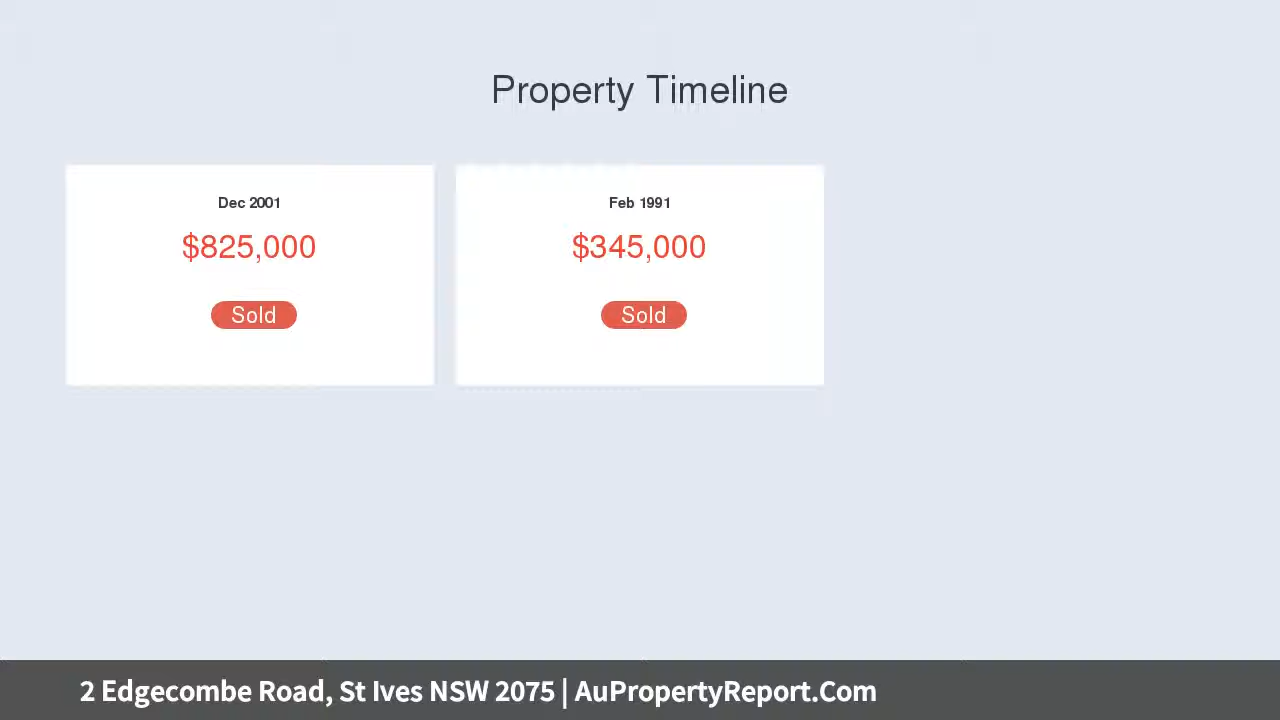 Property Timeline
Dec 2001
$825,000
Sold
Feb 1991
$345,000
Sold
2 Edgecombe Road, St Ives NSW 2075 | AuPropertyReport.Com